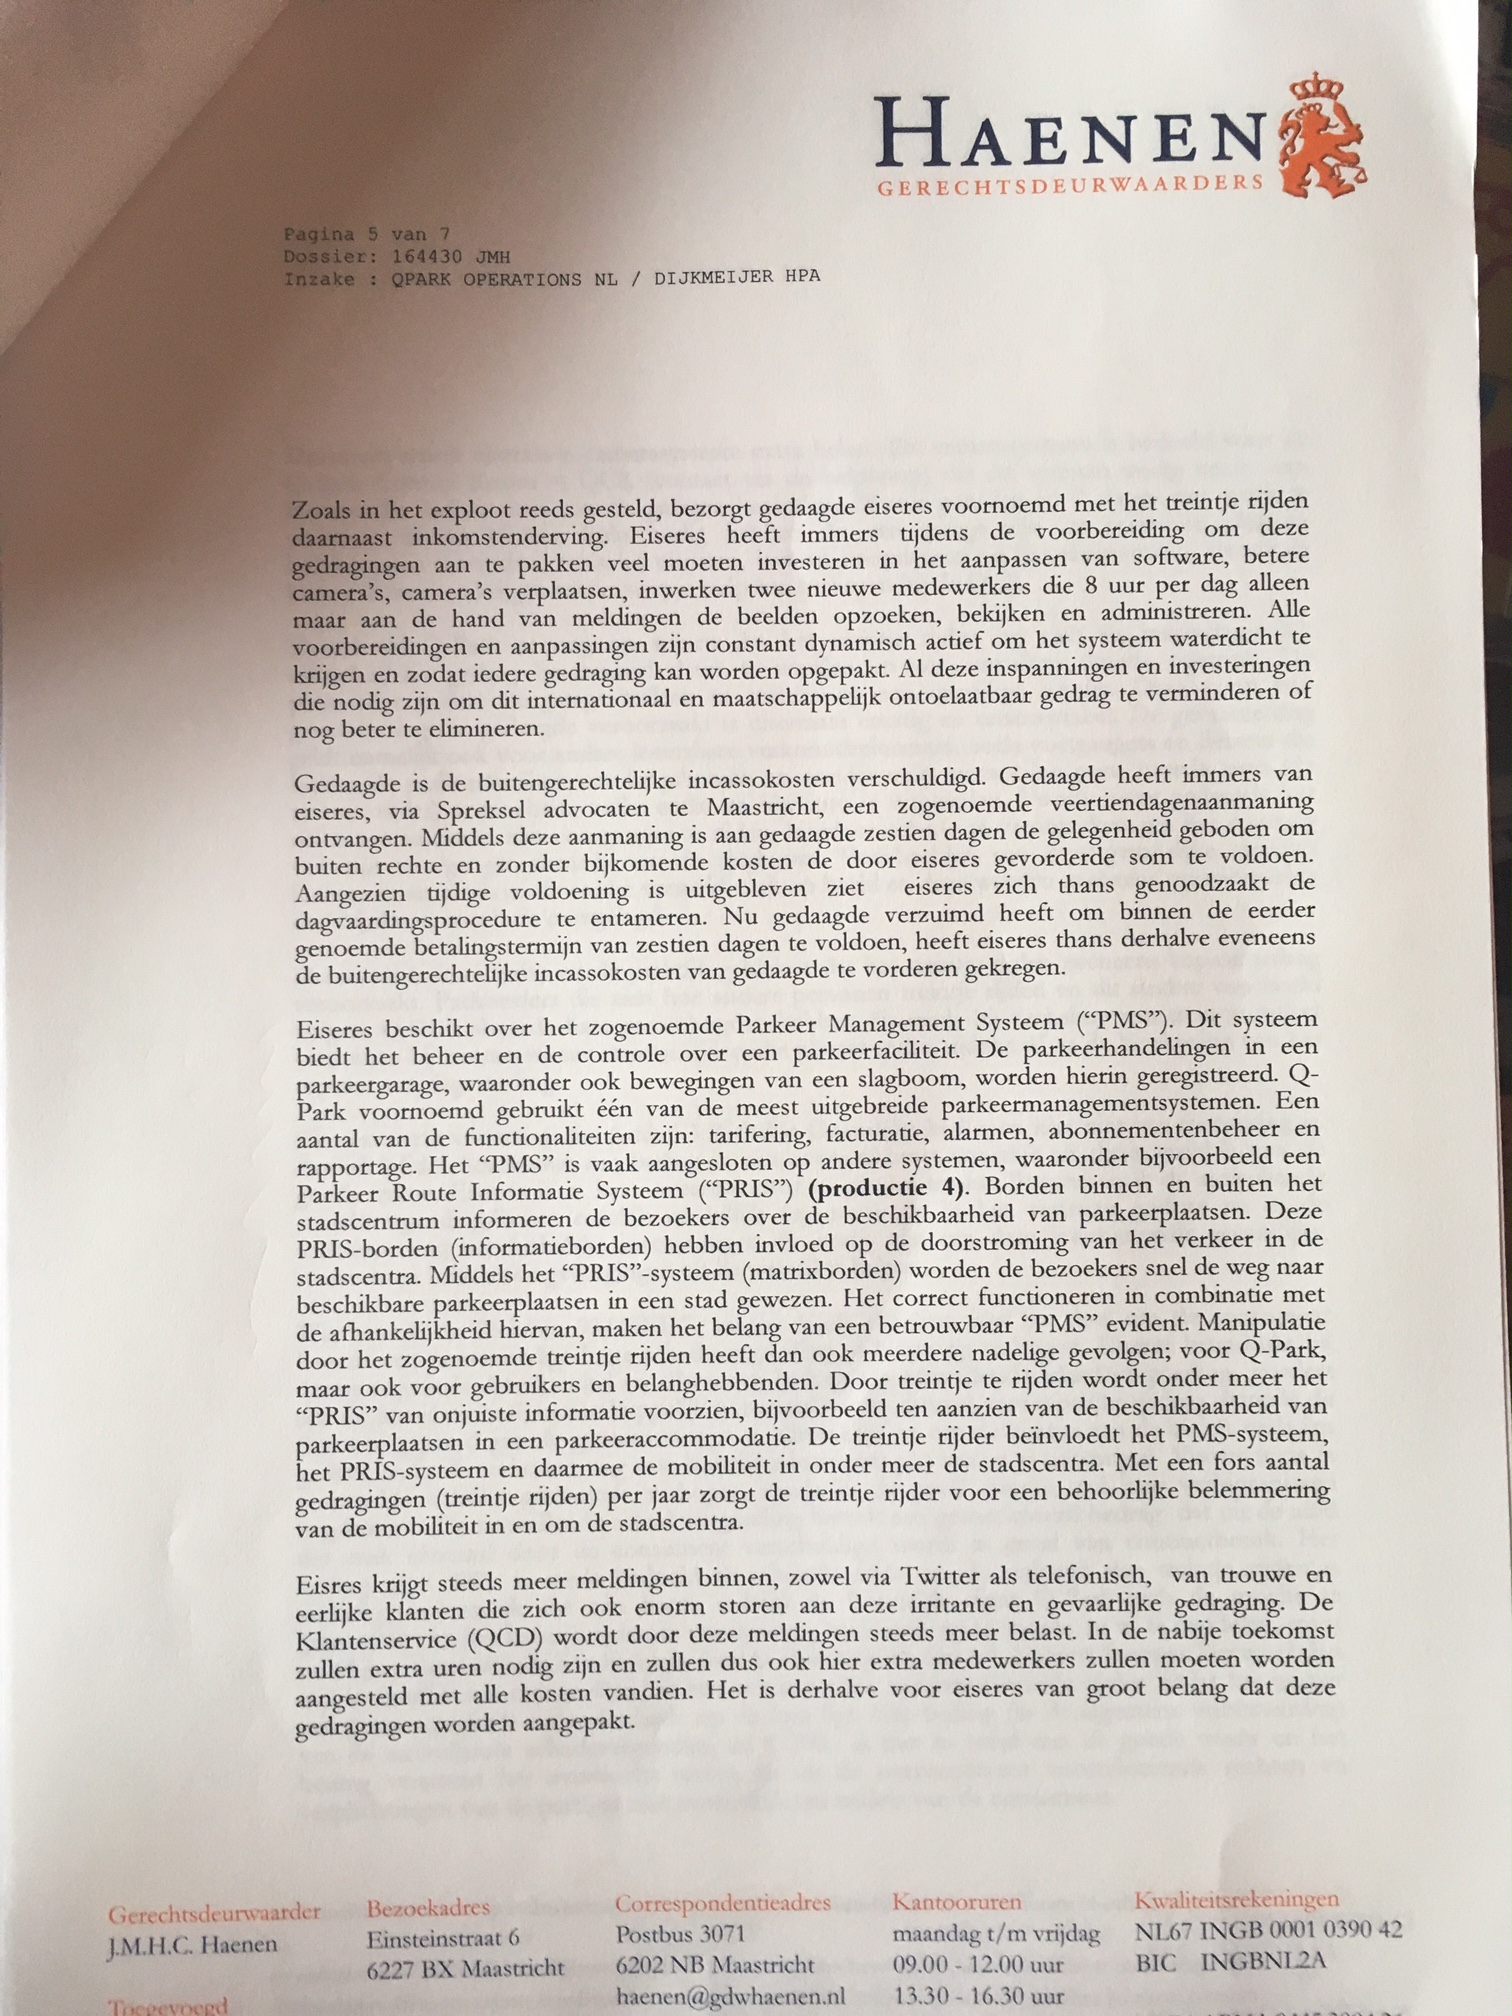 HAENEN
GERECHTSDEURWAARDERS
Pagina 5 van 7
Dossier: 164430 JMH
Inzake : QPARK OPERATIONS NL / DIJKMEIJER HPA
Zoals in het exploot reeds gesteld, bezorgt gedaagde eiseres voornoemd met het treintje rijden
daarnaast inkomstenderving. Eiseres heeft immers tijdens de voorbereiding om deze
gedragingen aan te pakken veel moeten investeren in het aanpassen van software, betere
camera's, camera's verplaatsen, inwerken twee nieuwe medewerkers die 8 uur per dag alleen
maar aan de hand van meldingen de beelden opzoeken, bekijken en administreren. Alle
voorbereidingen en aanpassingen zijn constant dynamisch actief om het systeem waterdicht te
krijgen en zodat iedere gedraging kan worden opgepakt. Al deze inspanningen en investeringen
die nodig zijn om dit internationaal en maatschappelijk ontoelaatbaar gedrag te verminderen of
nog beter te elimineren.
Gedaagde is de buitengerechtelijke incassokosten verschuldigd. Gedaagde heeft immers van
eiseres, via Spreksel advocaten te Maastricht, een zogenoemde veertiendagenaanmaning
ontvangen. Middels deze aanmaning is aan gedaagde zestien dagen de gelegenheid geboden om
buiten rechte en zonder bijkomende kosten de door eiseres gevorderde som te voldoen.
Aangezien tijdige voldoening is uitgebleven ziet eiseres zich thans genoodzaakt de
dagvaardingsprocedure te entameren. Nu gedaagde verzuimd heeft om binnen de eerder
genoemde betalingstermijn van zestien dagen te voldoen, heeft eiseres thans derhalve eveneens
de buitengerechtelijke incassokosten van gedaagde te vorderen gekregen.
Eiseres beschikt over het zogenoemde Parkeer Management Systeem (“PMS”). Dit systeem
biedt het beheer en de controle over een parkeerfaciliteit. De parkeerhandelingen in een
parkeergarage, waaronder ook bewegingen van een slagboom, worden hierin geregistreerd. Q-
Park voornoemd gebruikt één van de meest uitgebreide parkeermanagementsystemen. Een
aantal van de functionaliteiten zijn: tarifering, facturatie, alarmen, abonnementenbeheer en
rapportage. Het “PMS” is vaak aangesloten op andere systemen, waaronder bijvoorbeeld een
Parkeer Route Informatie Systeem (“PRIS”) (productie 4). Borden binnen en buiten het
stadscentrum informeren de bezoekers over de beschikbaarheid van parkeerplaatsen. Deze
PRIS-borden (informatieborden) hebben invloed op de doorstroming van het verkeer in de
stadscentra. Middels het “PRIS”-systeem (matrixborden) worden de bezoekers snel de weg naar
beschikbare parkeerplaatsen in een stad gewezen. Het correct functioneren in combinatie met
de afhankelijkheid hiervan, maken het belang van een betrouwbaar “PMS” evident. Manipulatie
door het zogenoemde treintje rijden heeft dan ook meerdere nadelige gevolgen; voor Q-Park,
maar ook voor gebruikers en belanghebbenden. Door treintje te rijden wordt onder meer het
“PRIS” van onjuiste informatie voorzien, bijvoorbeeld ten aanzien van de beschikbaarheid van
parkeerplaatsen in een parkeeraccommodatie. De treintje rijder beïnvloedt het PMS-systeem,
het PRIS-systeem en daarmee de mobiliteit in onder meer de stadscentra. Met een fors aantal
gedragingen (treintje rijden) per jaar zorgt de treintje rijder voor een behoorlijke belemmering
van de mobiliteit in en om de stadscentra.
Eisres krijgt steeds meer meldingen binnen, zowel via Twitter als telefonisch, van trouwe en
eerlijke klanten die zich ook enorm storen aan deze irritante en gevaarlijke gedraging. De
Klantenservice (QCD) wordt door deze meldingen steeds meer belast. In de nabije toekomst
zullen extra uren nodig zijn en zullen dus ook hier extra medewerkers zullen moeten worden
aangesteld met alle kosten vandien. Het is derhalve voor eiseres van groot belang dat deze
gedragingen worden aangepakt.
Gerechtsdeurwaarder
J.M.H.C. Haenen
Toegevoegd
Bezoekadres
Einsteinstraat 6
6227 BX Maastricht
Correspondentieadres
Postbus 3071
6202 NB Maastricht
haenen@gdwhaenen.nl
Kantooruren
maandag t/m vrijdag
09.00 - 12.00 uur
13.30 - 16.30 uur
Kwaliteitsrekeningen
NL67 INGB 0001 0390 42
BIC INGBNL2A